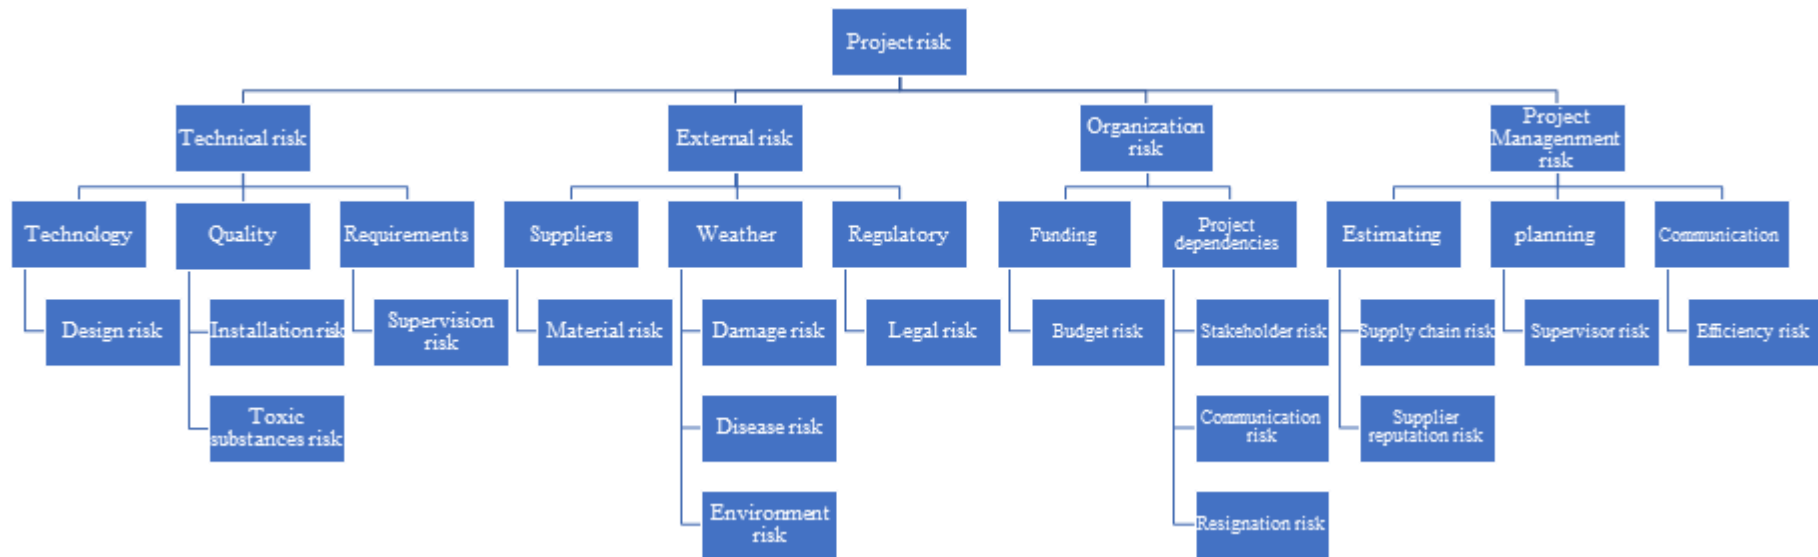 Project risk
Technical risk
External risk
Organization
risk
Project
Managenment
risk
Technology
Quality
Requirements
Suppliers
Weather
Regulatory
Funding
Project
dependencies
Estimating
planning
Communication
Design risk
Installation risk
Supervision
risk
Material risk
Damage risk
Legal risk
Budget risk
Stakeholder risk
Supply chain risk
Supervisor risk
Efficiency risk
Toxic
substances risk
Disease risk
Communication
risk
Supplier
reputation risk
Environment
risk
Resignation risk